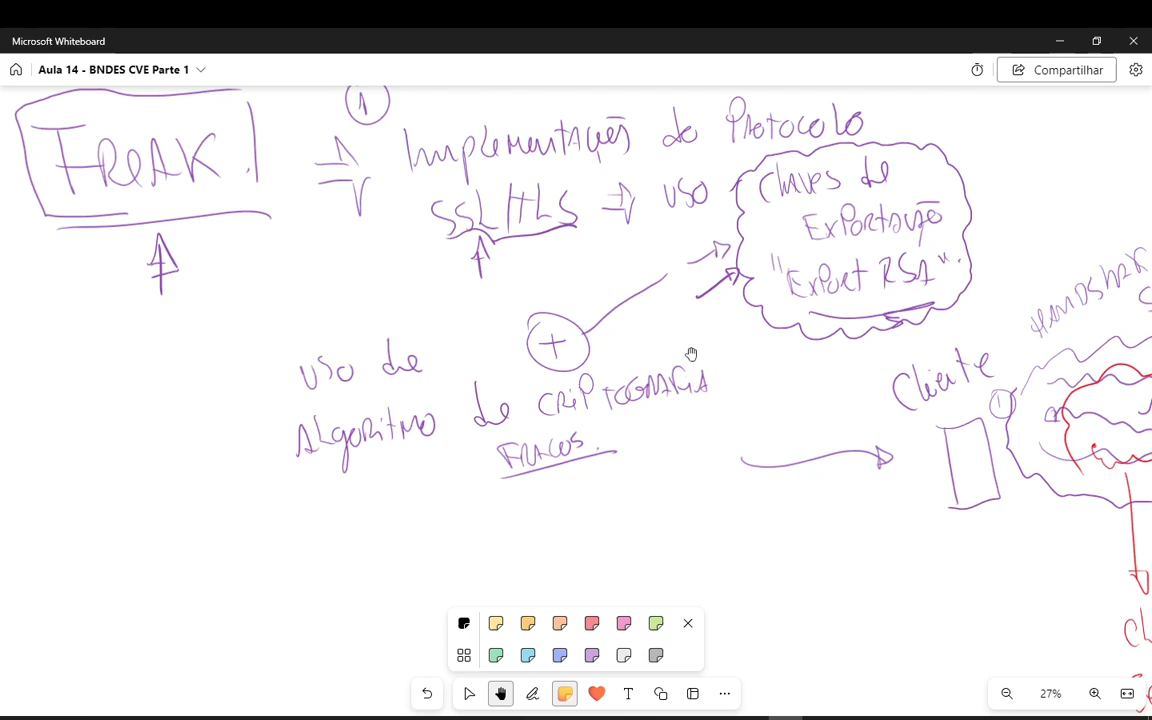 Microsoft Whiteboard
Aula 14 - BNDES CVE Parte 1
Compartilhar
FREAK.
1
Implementações do Protocolo
SSL/TLS => uso
Chaves de
Exportação
"Export RSA".
+
uso de
Algoritmo de CRIPTOGRAFIA
FRACOS.
Cliente
1
HANDSHAK
27%